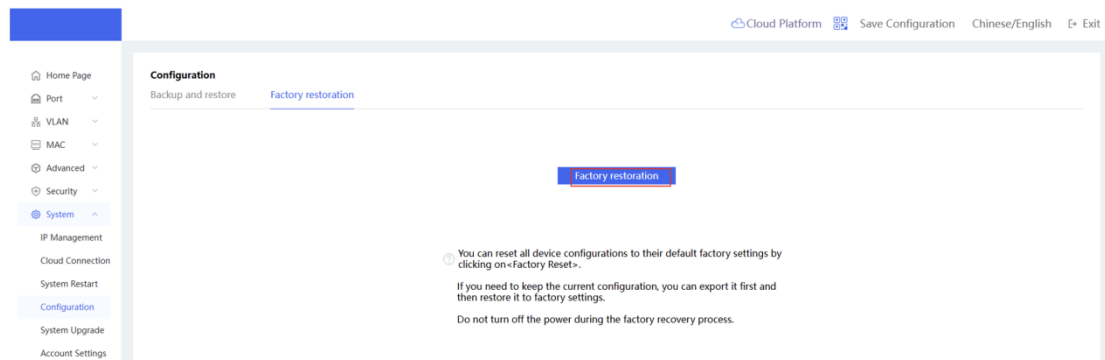 Cloud Platform Save Configuration Chinese/English Exit
Home Page
Port
VLAN
MAC
Advanced
Security
System
IP Management
Cloud Connection
System Restart
Configuration
System Upgrade
Account Settings
Configuration
Backup and restore Factory restoration
Factory restoration
You can reset all device configurations to their default factory settings by
clicking on<Factory Reset>.
If you need to keep the current configuration, you can export it first and
then restore it to factory settings.
Do not turn off the power during the factory recovery process.